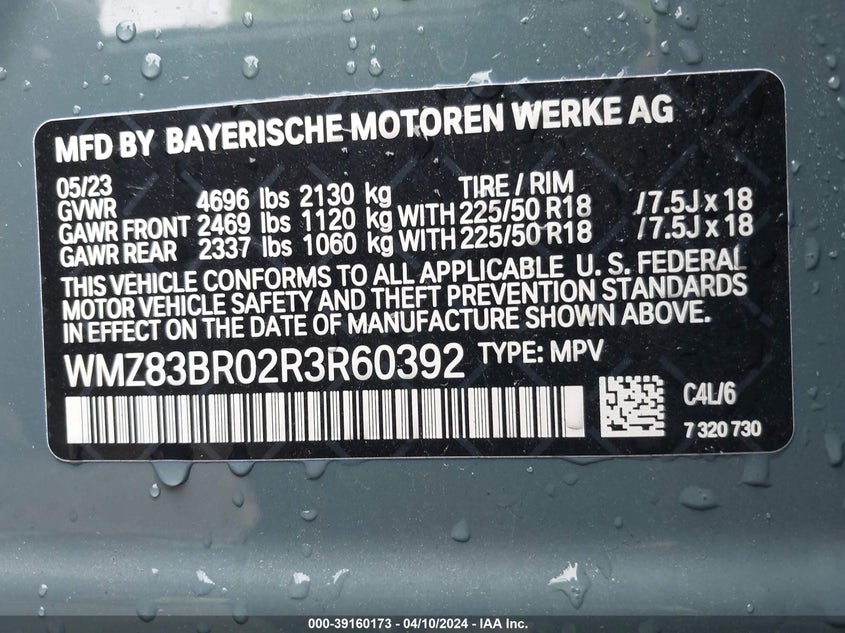 MFD BY BAYERISCHE MOTOREN WERKE AG
05/23 TIRE / RIM
GVWR 4696 lbs 2130 kg
GAWR FRONT 2469 lbs 1120 kg WITH 225/50 R18 /7.5J x 18
GAWR REAR 2337 lbs 1060 kg WITH 225/50 R18 /7.5J x 18
THIS VEHICLE CONFORMS TO ALL APPLICABLE U. S. FEDERAL
MOTOR VEHICLE SAFETY AND THEFT PREVENTION STANDARDS
IN EFFECT ON THE DATE OF MANUFACTURE SHOWN ABOVE.
WMZ83BR02R3R60392 TYPE: MPV
C4L/6
7 320 730
000-39160173 - 04/10/2024 - IAA Inc.